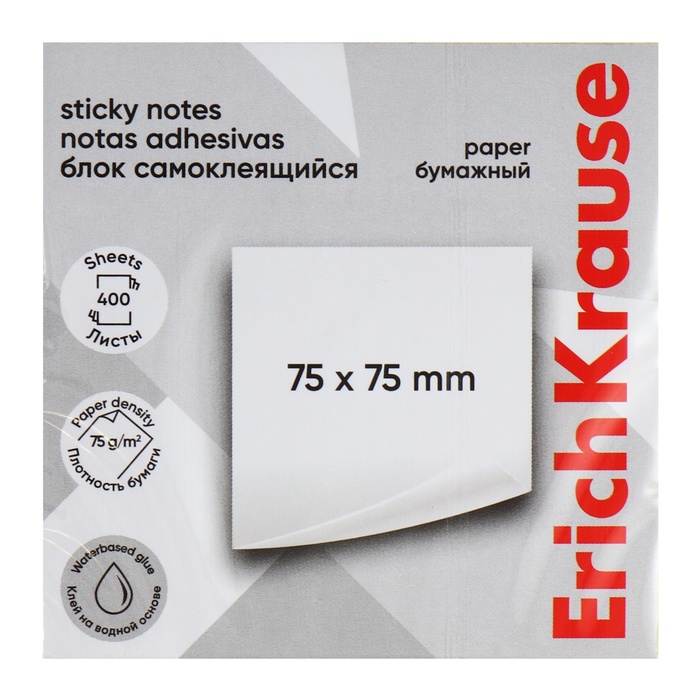 sticky notes
notas adhesivas
блок самоклеящийся
paper
бумажный
ErichKrause
Sheets
400
Листы
75 x 75 mm
Paper density
75 g/m²
Плотность бумаги
Waterbased glue
Клей на водной основе